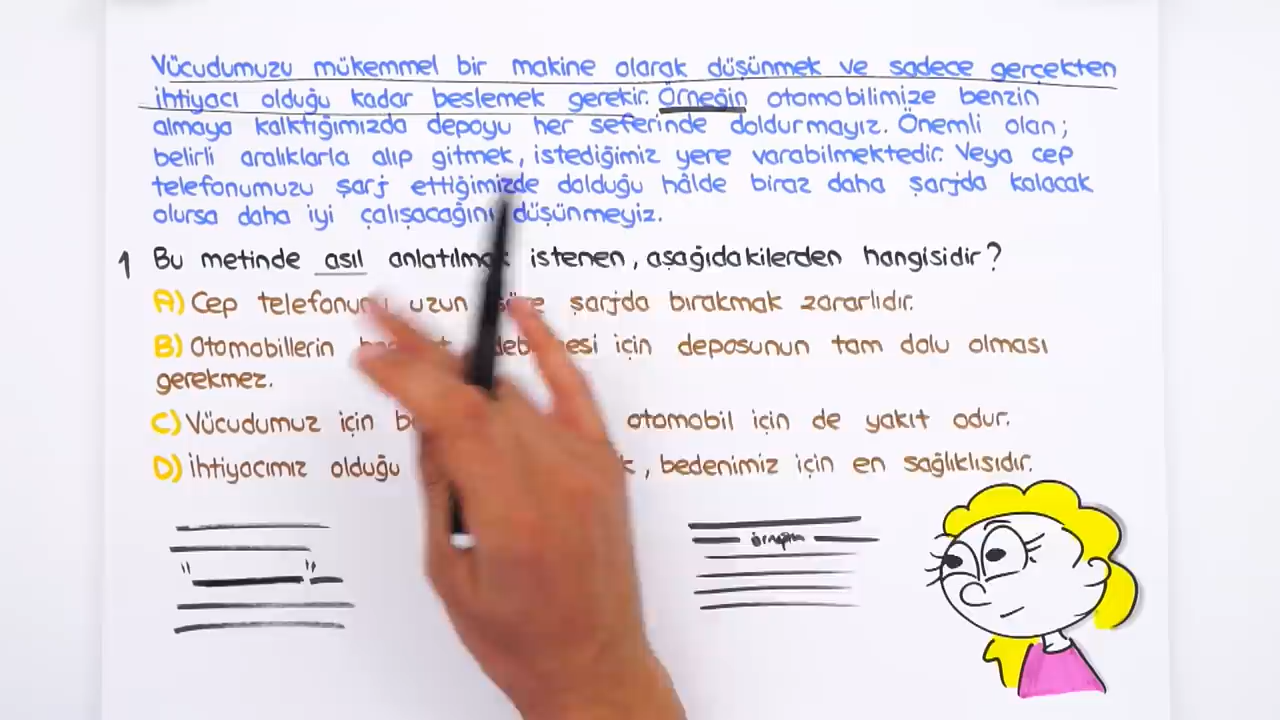 Vücudumuzu mükemmel bir makine olarak düşünmek ve sadece gerçekten
ihtiyacı olduğu kadar beslemek gerekir. Örneğin otomobilimize benzin
almaya kalktığımızda depoyu her seferinde doldurmayız. Önemli olan;
belirli aralıklarla alıp gitmek, istediğimiz yere varabilmektedir. Veya cep
telefonumuzu şarj ettiğimizde dolduğu hâlde biraz daha şarjda kalacak
olursa daha iyi çalışacağını düşünmeyiz.
1 Bu metinde asıl anlatılmak istenen, aşağıdakilerden hangisidir?
A) Cep telefonunu uzun süre şarjda bırakmak zararlıdır.
B) Otomobillerin için deposunun tam dolu olması
gerekmez.
C) Vücudumuz için otomobil için de yakıt odur.
D) İhtiyacımız olduğu , bedenimiz için en sağlıklısıdır.
örneğin